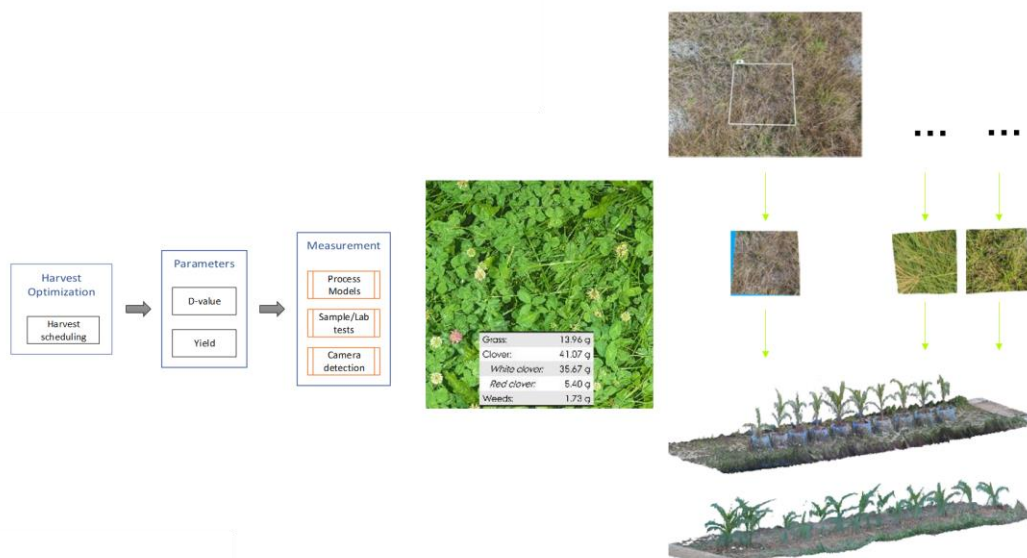 Harvest
Optimization
Harvest
scheduling
Parameters
D-value
Yield
Measurement
Process
Models
Sample/Lab
tests
Camera
detection
Grass: 13.96 g
Clover: 41.07 g
White clover: 35.67 g
Red clover: 5.40 g
Weeds: 1.73 g
... ...